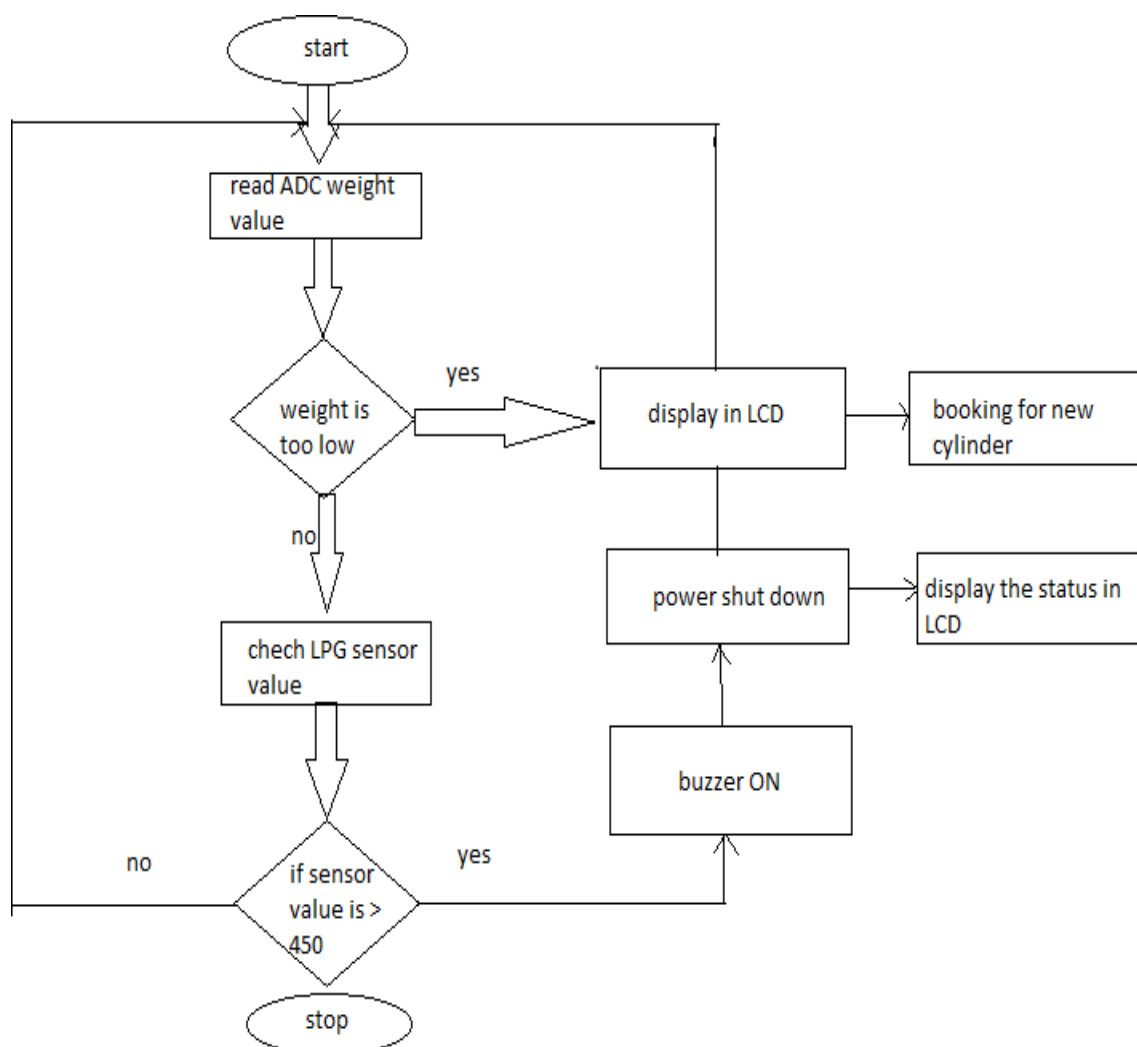 start
read ADC weight
value
weight is
too low
yes
display in LCD
booking for new
cylinder
no
power shut down
display the status in
LCD
chech LPG sensor
value
buzzer ON
no
if sensor
value is >
450
yes
stop